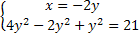 x = −2y
4y² − 2y² + y² = 21